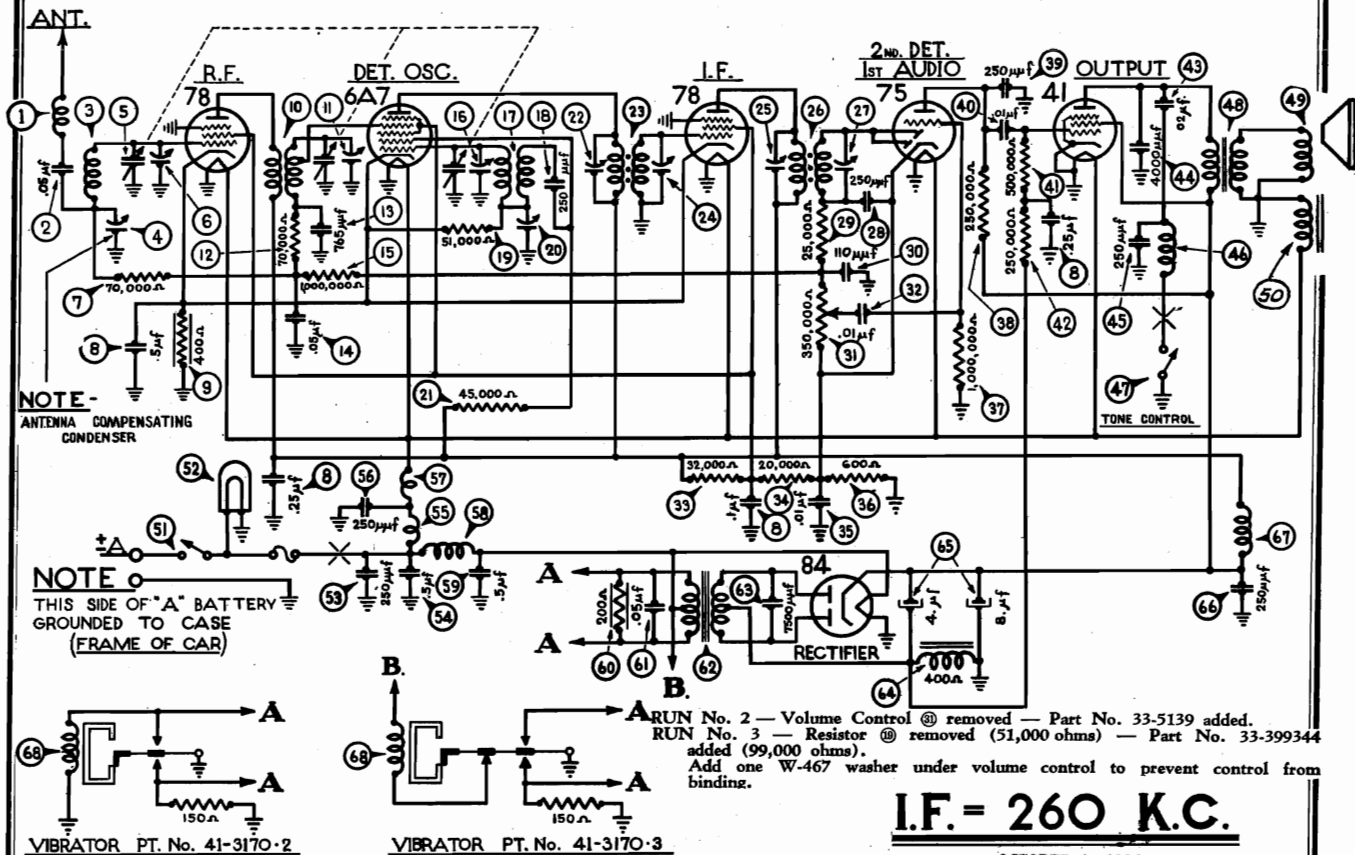 ANT.
R.F.
78
DET. OSC.
6A7
I.F.
78
2ND. DET.
1ST AUDIO
75
OUTPUT
41
1
3
5
10
11
16
17
18
22
23
25
26
27
40
39
250μμf
.01μf
43
.02μf
48
49
.05μf
2
4
6
12
70,000Ω
765μμf
13
15
1,000,000Ω
51,000Ω
19
20
250 μμf
24
250μμf
28
29
25,000Ω
110μμf
30
32
.01μf
350,000Ω
31
250,000Ω
38
500,000Ω
41
250,000Ω
42
.25μf
8
4000μμf
44
250μμf
45
46
50
7
70,000Ω
8
.5μf
400Ω
9
.05μf
14
21
45,000Ω
1,000,000Ω
37
47
TONE CONTROL
NOTE-
ANTENNA COMPENSATING
CONDENSER
52
8
.25μf
56
250μμf
57
55
58
32,000Ω
33
20,000Ω
34
600Ω
36
.1μf
8
.01μf
35
67
66
250μμf
±A
51
53
250μμf
54
.5μf
59
.5μf
NOTE
THIS SIDE OF "A" BATTERY
GROUNDED TO CASE
(FRAME OF CAR)
A
A
200Ω
60
.05μf
61
62
B.
63
7500μμf
84
RECTIFIER
65
4. μf
8. μf
64
400Ω
RUN No. 2 — Volume Control 31 removed — Part No. 33-5139 added.
RUN No. 3 — Resistor 19 removed (51,000 ohms) — Part No. 33-399344
added (99,000 ohms).
Add one W-467 washer under volume control to prevent control from
binding.
68
A
A
150Ω
VIBRATOR PT. No. 41-3170-2
B.
68
A
A
150Ω
VIBRATOR PT. No. 41-3170-3
I.F. = 260 K.C.